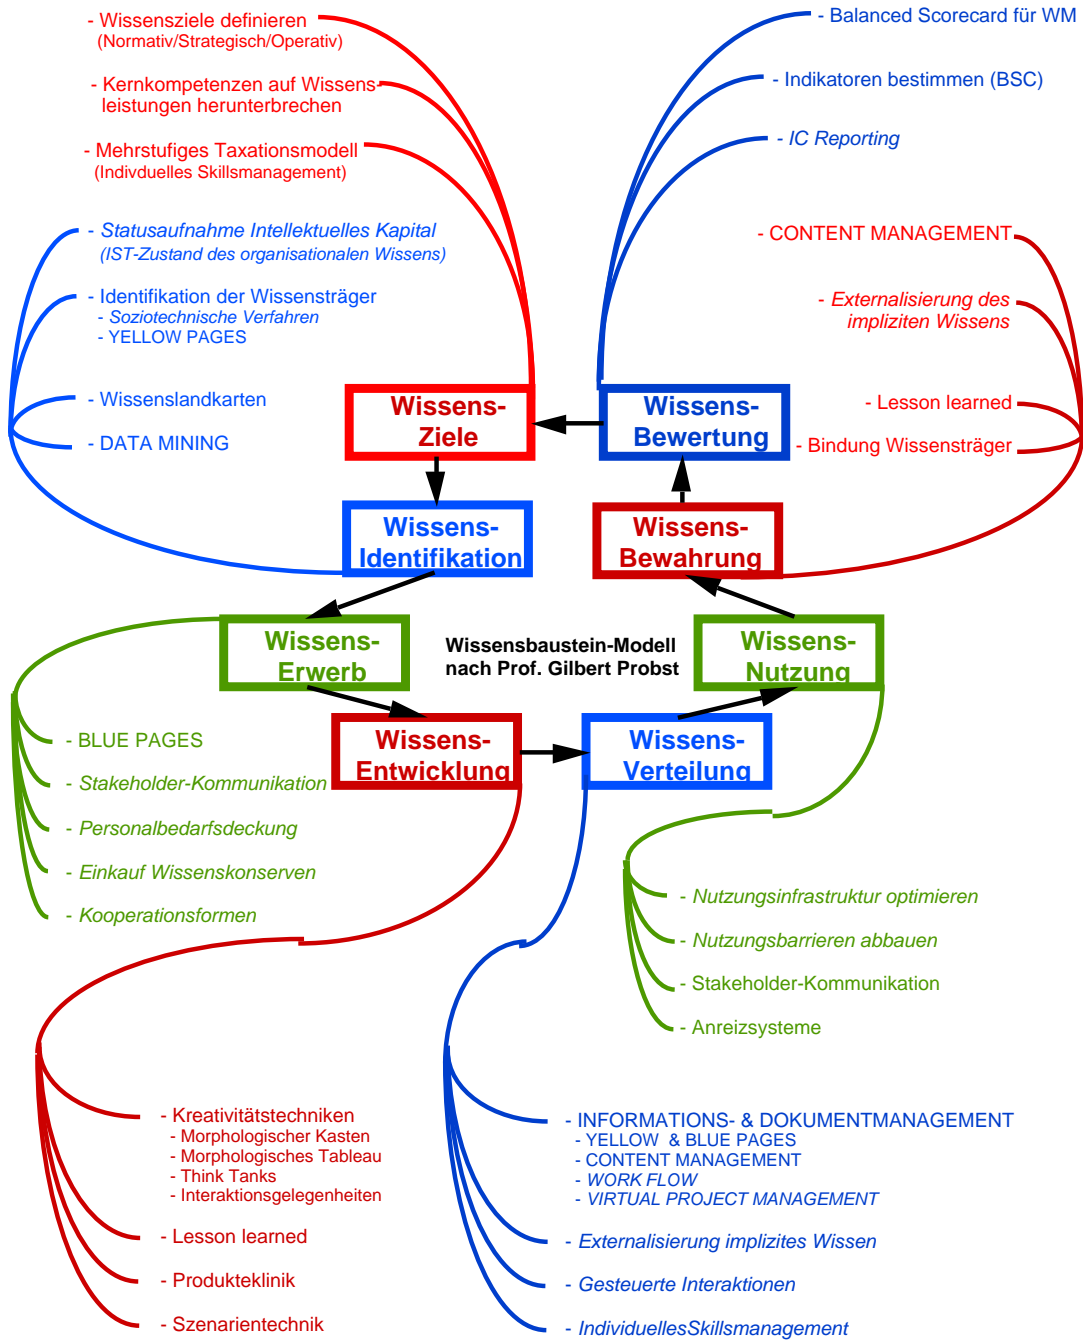 - Wissensziele definieren
(Normativ/Strategisch/Operativ)
- Kernkompetenzen auf Wissens-
leistungen herunterbrechen
- Mehrstufiges Taxationsmodell
(Indivduelles Skillsmanagement)
- Balanced Scorecard für WM
- Indikatoren bestimmen (BSC)
- IC Reporting
- Statusaufnahme Intellektuelles Kapital
(IST-Zustand des organisationalen Wissens)
- Identifikation der Wissensträger
- Soziotechnische Verfahren
- YELLOW PAGES
- Wissenslandkarten
- DATA MINING
- CONTENT MANAGEMENT
- Externalisierung des
impliziten Wissens
- Lesson learned
- Bindung Wissensträger
Wissens-
Ziele
Wissens-
Bewertung
Wissens-
Identifikation
Wissens-
Bewahrung
Wissens-
Erwerb
Wissensbaustein-Modell
nach Prof. Gilbert Probst
Wissens-
Nutzung
Wissens-
Entwicklung
Wissens-
Verteilung
- BLUE PAGES
- Stakeholder-Kommunikation
- Personalbedarfsdeckung
- Einkauf Wissenskonserven
- Kooperationsformen
- Nutzungsinfrastruktur optimieren
- Nutzungsbarrieren abbauen
- Stakeholder-Kommunikation
- Anreizsysteme
- Kreativitätstechniken
- Morphologischer Kasten
- Morphologisches Tableau
- Think Tanks
- Interaktionsgelegenheiten
- Lesson learned
- Produkteklinik
- Szenarientechnik
- INFORMATIONS- & DOKUMENTMANAGEMENT
- YELLOW & BLUE PAGES
- CONTENT MANAGEMENT
- WORK FLOW
- VIRTUAL PROJECT MANAGEMENT
- Externalisierung implizites Wissen
- Gesteuerte Interaktionen
- IndividuellesSkillsmanagement